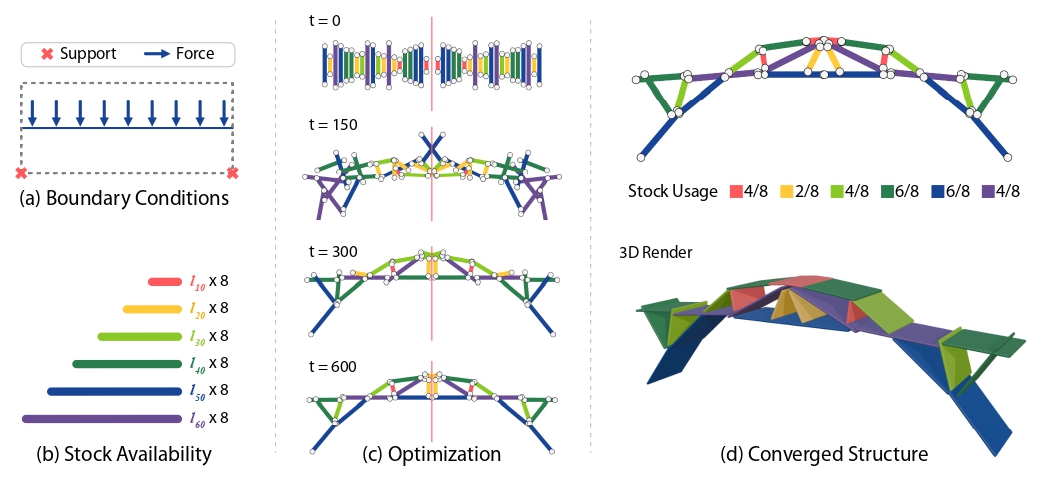 Support Force
(a) Boundary Conditions
l10 x 8
l20 x 8
l30 x 8
l40 x 8
l50 x 8
l60 x 8
(b) Stock Availability
t = 0
t = 150
t = 300
t = 600
(c) Optimization
Stock Usage 4/8 2/8 4/8 6/8 6/8 4/8
3D Render
(d) Converged Structure